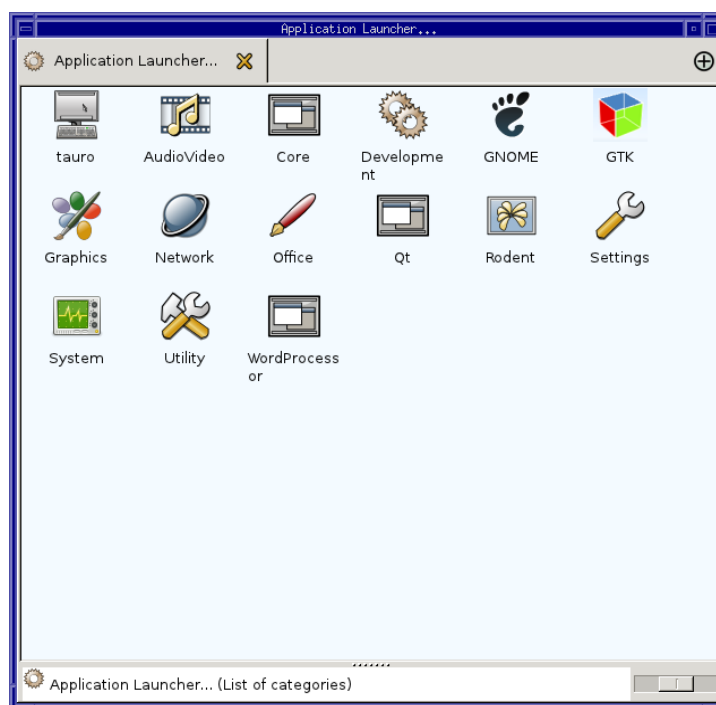 Application Launcher...
Application Launcher...
tauro AudioVideo Core Developme
nt GNOME GTK
Graphics Network Office Qt Rodent Settings
System Utility WordProcess
or
Application Launcher... (List of categories)